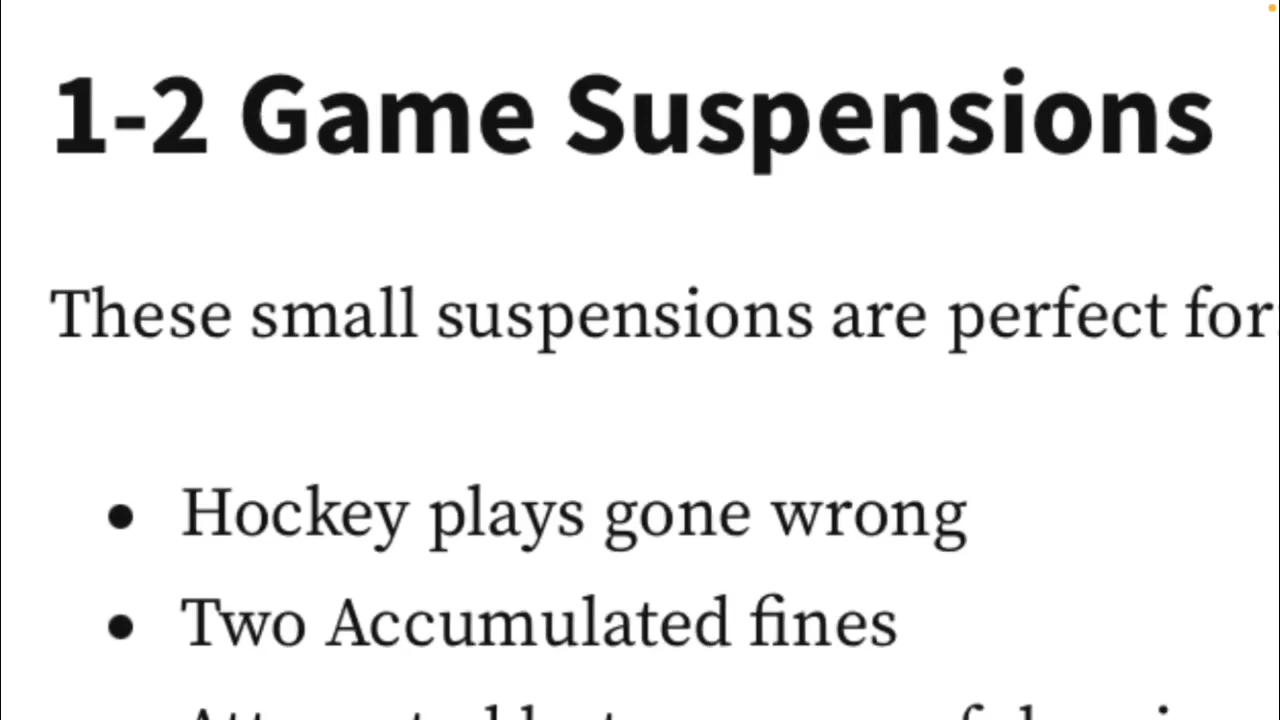 1-2 Game Suspensions
These small suspensions are perfect for
Hockey plays gone wrong
Two Accumulated fines